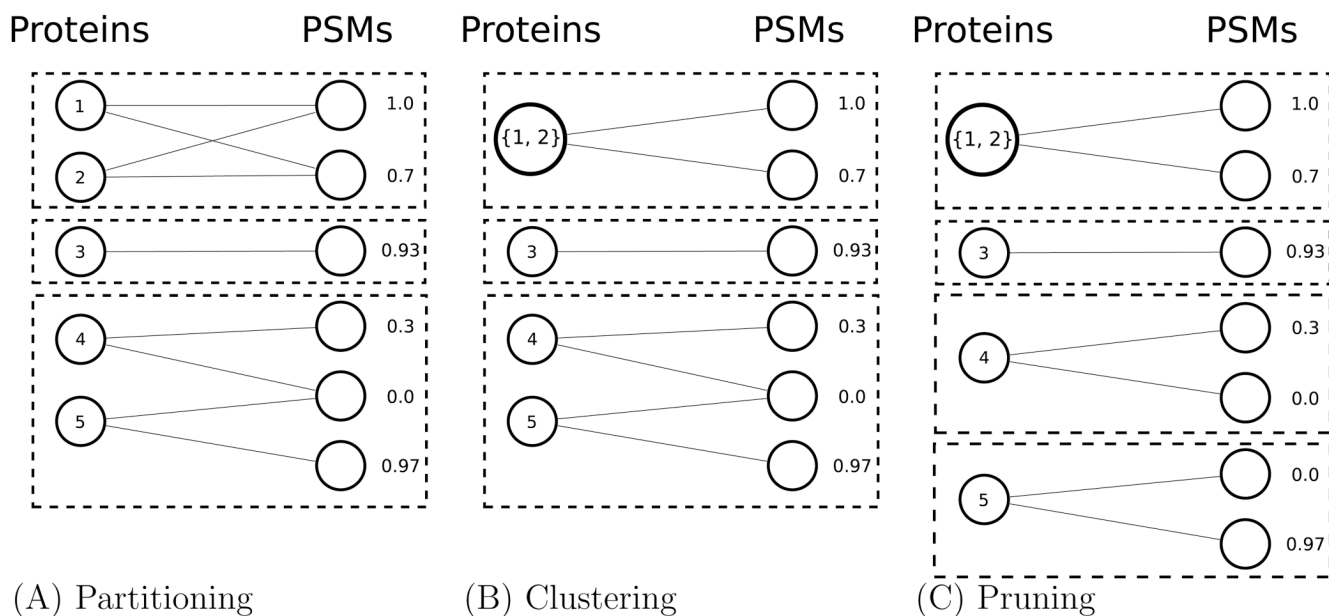 Proteins PSMs
1 1.0
2 0.7
3 0.93
4 0.3
0.0
5 0.97
(A) Partitioning
Proteins PSMs
{1, 2} 1.0
0.7
3 0.93
4 0.3
0.0
5 0.97
(B) Clustering
Proteins PSMs
{1, 2} 1.0
0.7
3 0.93
4 0.3
0.0
5 0.0
0.97
(C) Pruning